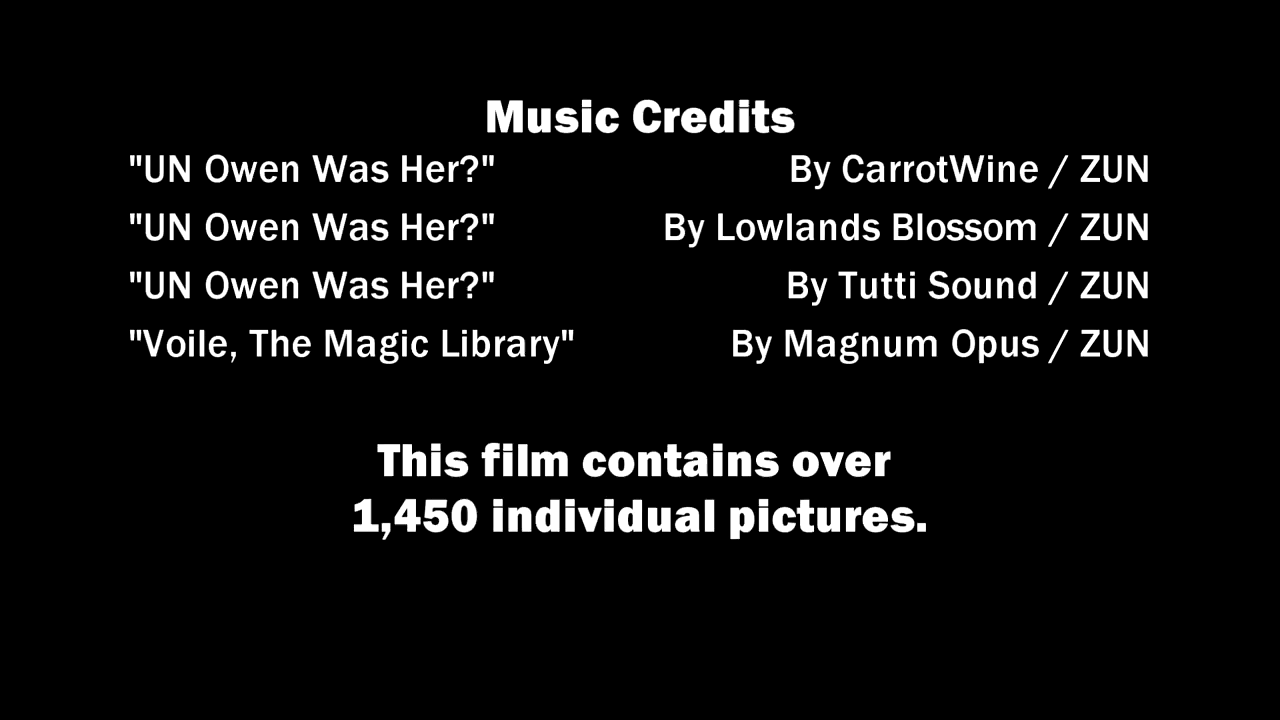 Music Credits
"UN Owen Was Her?" By CarrotWine / ZUN
"UN Owen Was Her?" By Lowlands Blossom / ZUN
"UN Owen Was Her?" By Tutti Sound / ZUN
"Voile, The Magic Library" By Magnum Opus / ZUN
This film contains over
1,450 individual pictures.